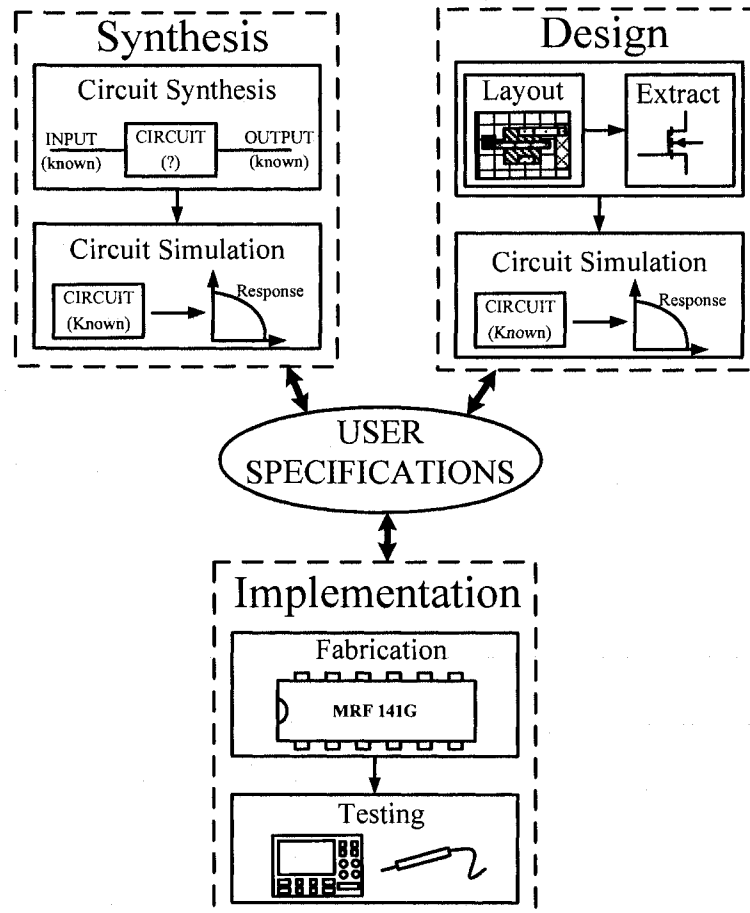 Synthesis
Circuit Synthesis
INPUT
(known)
CIRCUIT
(?)
OUTPUT
(known)
Circuit Simulation
CIRCUIT
(Known)
Response
Design
Layout
Extract
Circuit Simulation
CIRCUIT
(Known)
Response
USER
SPECIFICATIONS
Implementation
Fabrication
MRF 141G
Testing